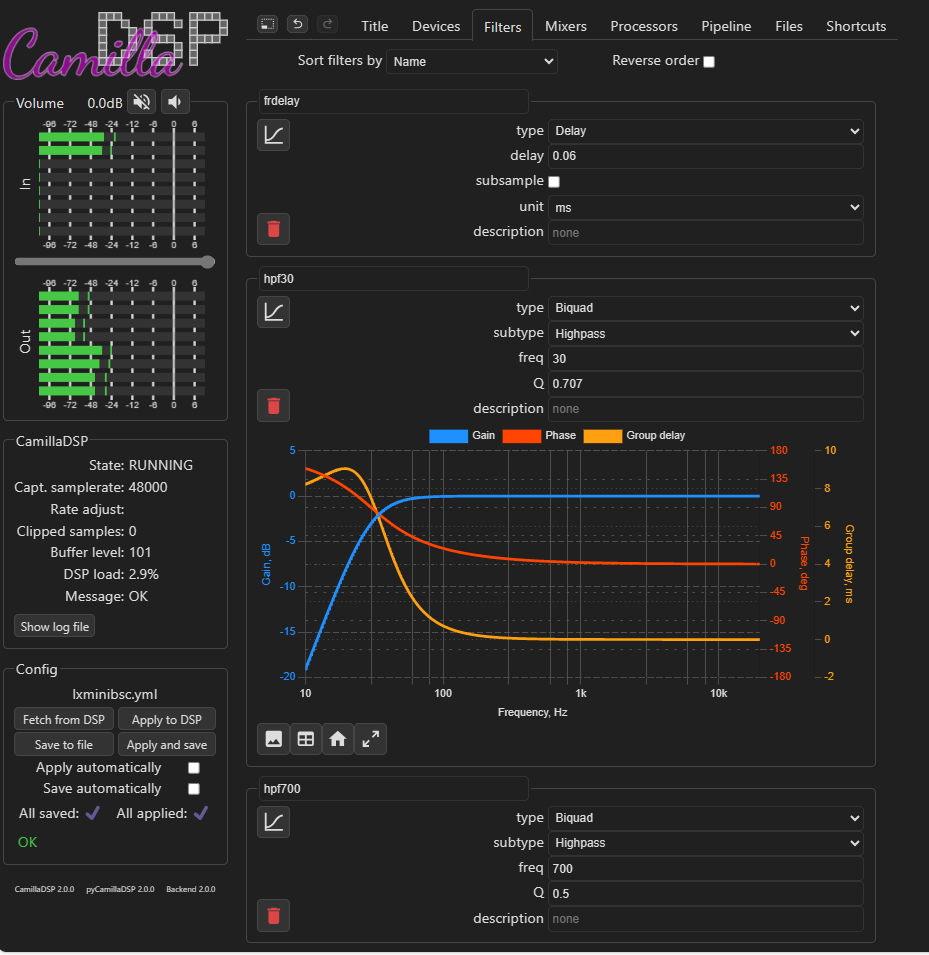 CamillaDSP
Title Devices Filters Mixers Processors Pipeline Files Shortcuts
Sort filters by Name Reverse order
Volume 0.0dB
-96 -72 -48 -24 -12 -6 0 6
In
-96 -72 -48 -24 -12 -6 0 6
-96 -72 -48 -24 -12 -6 0 6
Out
-96 -72 -48 -24 -12 -6 0 6
CamillaDSP
State: RUNNING
Capt. samplerate: 48000
Rate adjust:
Clipped samples: 0
Buffer level: 101
DSP load: 2.9%
Message: OK
Show log file
Config
lxminibsc.yml
Fetch from DSP Apply to DSP
Save to file Apply and save
Apply automatically
Save automatically
All saved: All applied:
OK
CamillaDSP 2.0.0 pyCamillaDSP 2.0.0 Backend 2.0.0
frdelay
type Delay
delay 0.06
subsample
unit ms
description none
hpf30
type Biquad
subtype Highpass
freq 30
Q 0.707
description none
Gain Phase Group delay
5 180 10
0 135 8
-5 90 6
-10 45 4
-15 0 2
-20 -45 0
-90 -2
-135
-180
Gain, dB
Phase, deg
Group delay, ms
10 100 1k 10k
Frequency, Hz
hpf700
type Biquad
subtype Highpass
freq 700
Q 0.5
description none